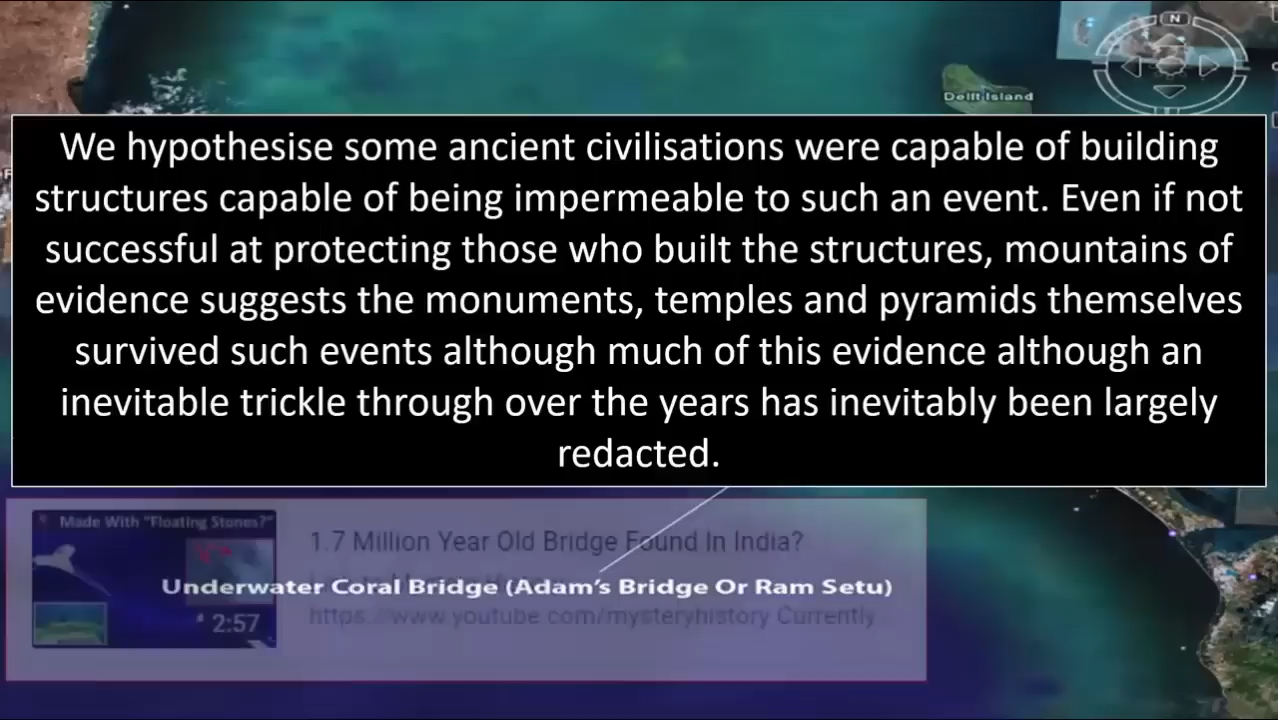 N
Delft Island
We hypothesise some ancient civilisations were capable of building
structures capable of being impermeable to such an event. Even if not
successful at protecting those who built the structures, mountains of
evidence suggests the monuments, temples and pyramids themselves
survived such events although much of this evidence although an
inevitable trickle through over the years has inevitably been largely
redacted.
Made With "Floating Stones?"
1.7 Million Year Old Bridge Found In India?
Underwater Coral Bridge (Adam's Bridge Or Ram Setu)
https://www.youtube.com/mysteryhistory Currently
2:57